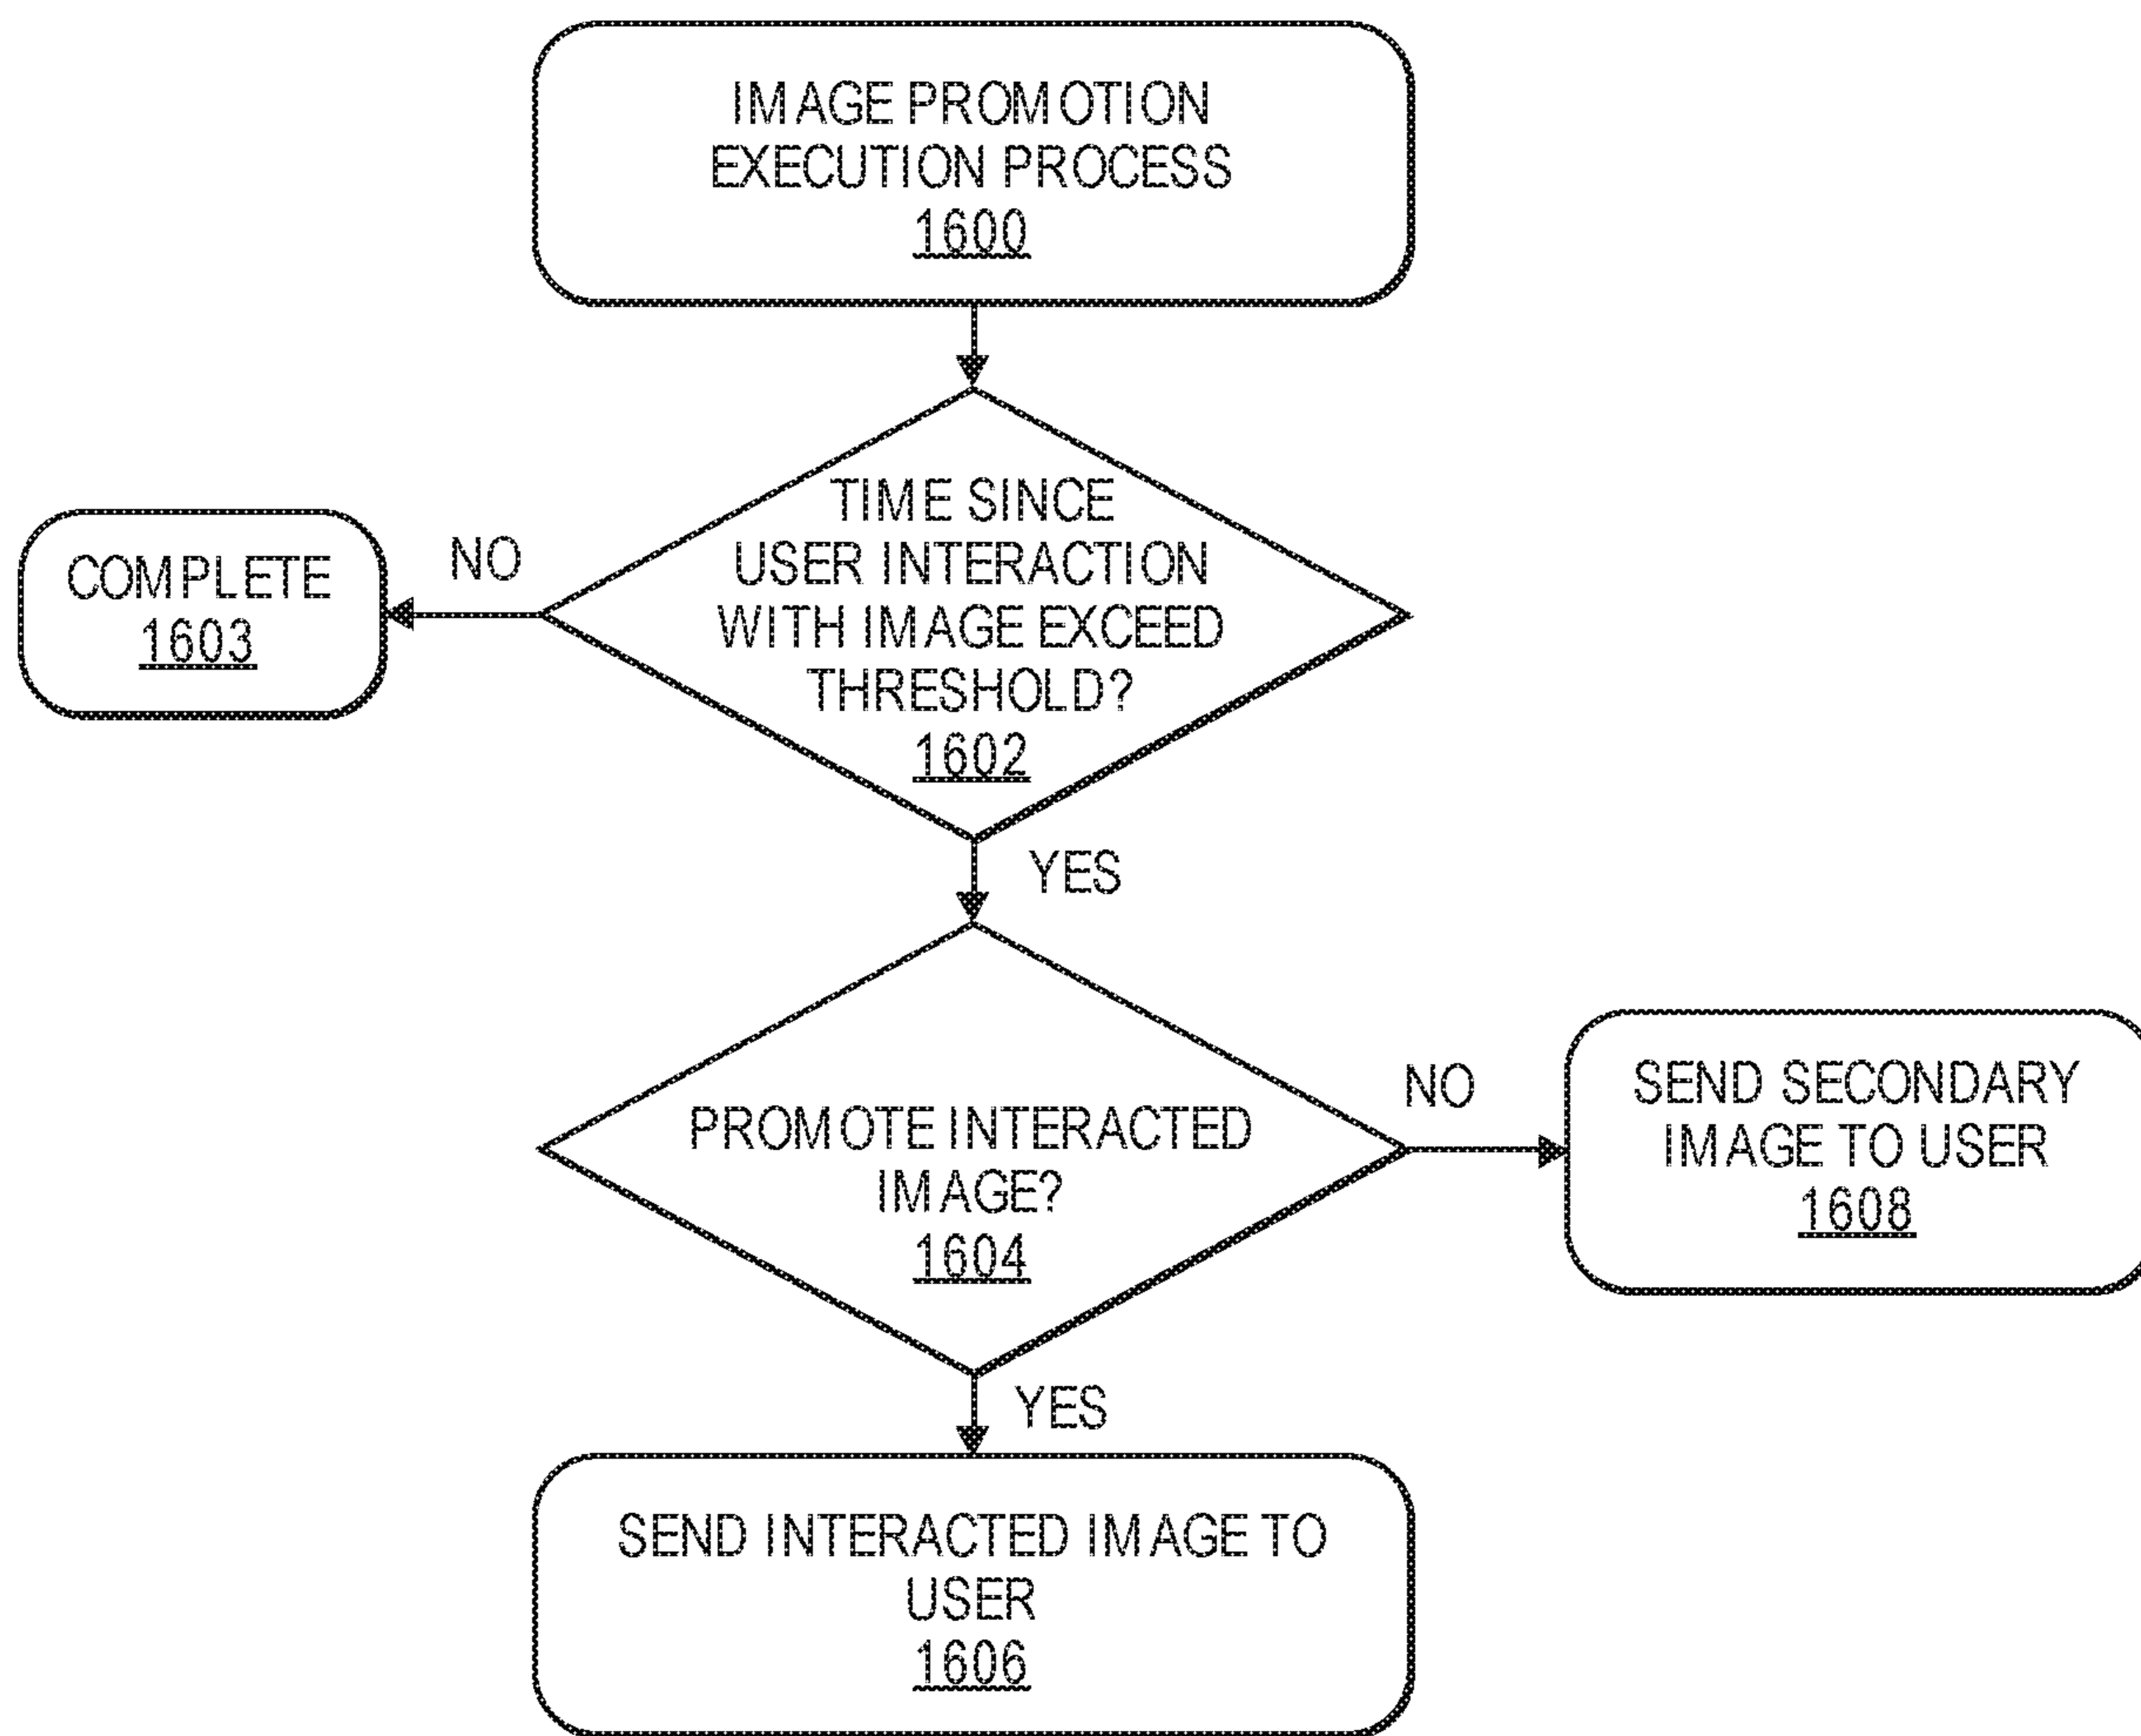 IMAGE PROMOTION
EXECUTION PROCESS
1600
TIME SINCE
USER INTERACTION
WITH IMAGE EXCEED
THRESHOLD?
1602
NO
COMPLETE
1603
YES
PROMOTE INTERACTED
IMAGE?
1604
NO
SEND SECONDARY
IMAGE TO USER
1608
YES
SEND INTERACTED IMAGE TO
USER
1606